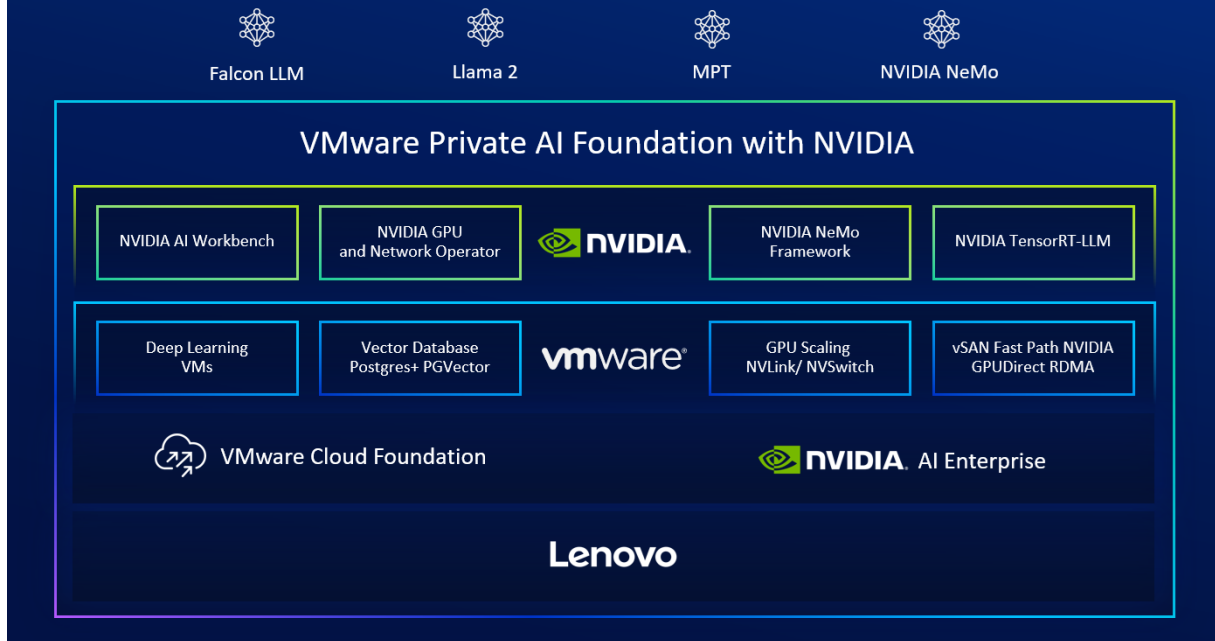 Falcon LLM
Llama 2
MPT
NVIDIA NeMo
VMware Private AI Foundation with NVIDIA
NVIDIA AI Workbench
NVIDIA GPU
and Network Operator
NVIDIA.
NVIDIA NeMo
Framework
NVIDIA TensorRT-LLM
Deep Learning
VMs
Vector Database
Postgres+ PGVector
vmware®
GPU Scaling
NVLink/ NVSwitch
vSAN Fast Path NVIDIA
GPUDirect RDMA
VMware Cloud Foundation
NVIDIA. AI Enterprise
Lenovo